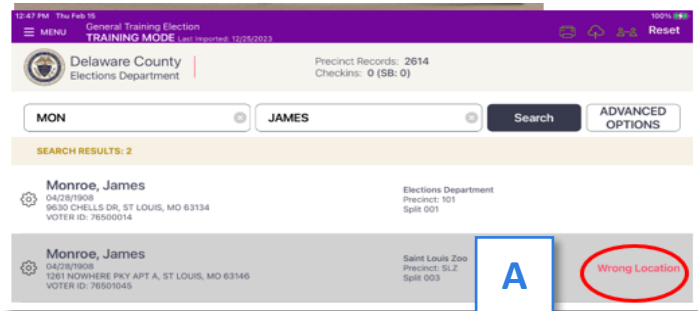 12:47 PM Thu Feb 15
100%
MENU
General Training Election
TRAINING MODE Last Imported: 12/25/2023
Reset
Delaware County
Elections Department
Precinct Records: 2614
Checkins: 0 (SB: 0)
MON
JAMES
Search
ADVANCED
OPTIONS
SEARCH RESULTS: 2
Monroe, James
04/28/1908
9630 CHELLS DR, ST LOUIS, MO 63134
VOTER ID: 76500014
Elections Department
Precinct: 101
Split 001
Monroe, James
04/28/1908
1261 NOWHERE PKY APT A, ST LOUIS, MO 63146
VOTER ID: 76501045
Saint Louis Zoo
Precinct: SLZ
Split 003
A
Wrong Location